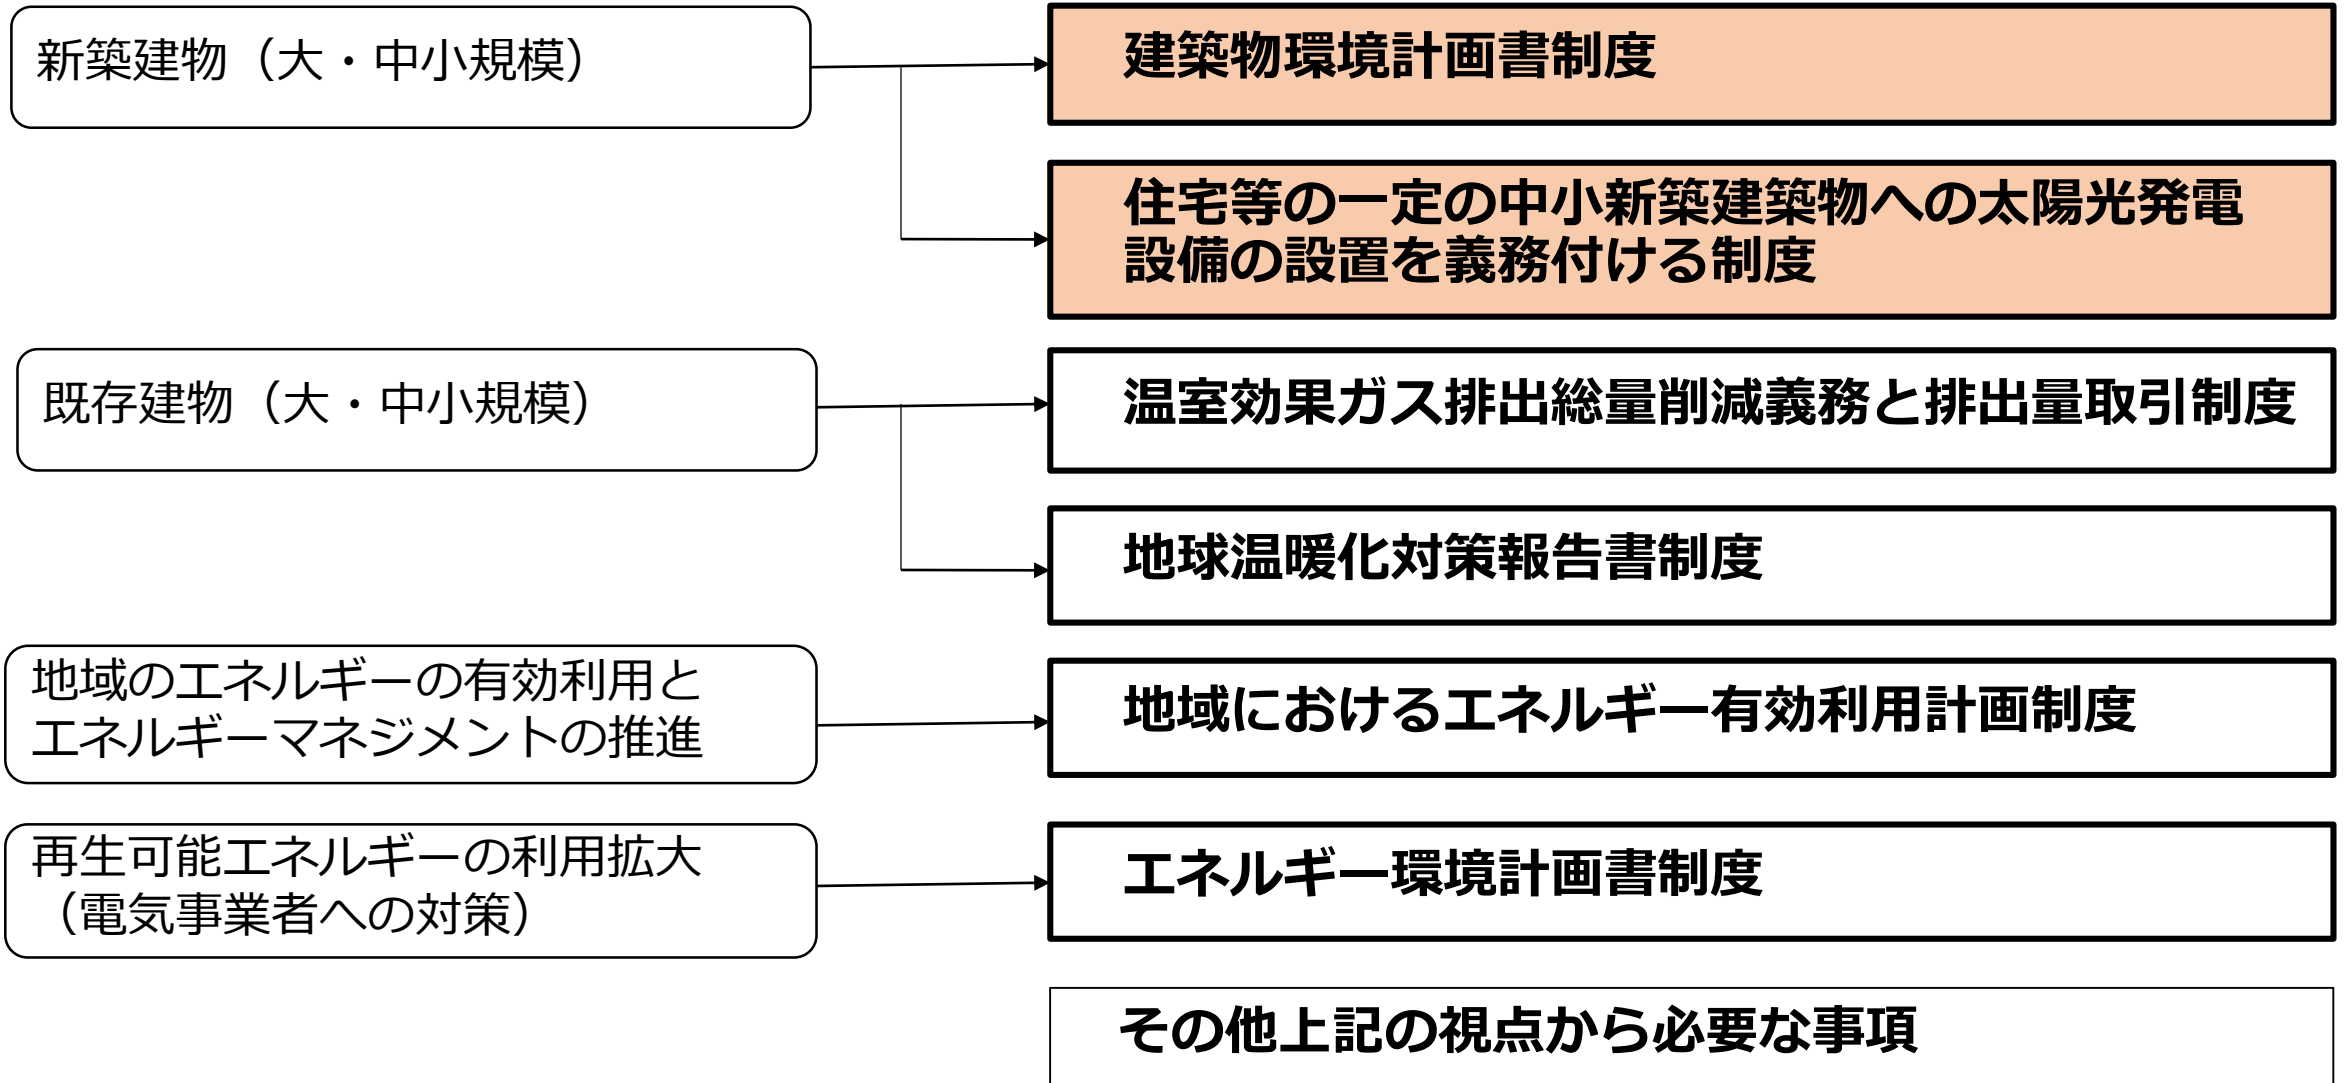 新築建物（大・中小規模）
建築物環境計画書制度
住宅等の一定の中小新築建築物への太陽光発電
設備の設置を義務付ける制度
既存建物（大・中小規模）
温室効果ガス排出総量削減義務と排出量取引制度
地球温暖化対策報告書制度
地域のエネルギーの有効利用と
エネルギーマネジメントの推進
地域におけるエネルギー有効利用計画制度
再生可能エネルギーの利用拡大
（電気事業者への対策）
エネルギー環境計画書制度
その他上記の視点から必要な事項